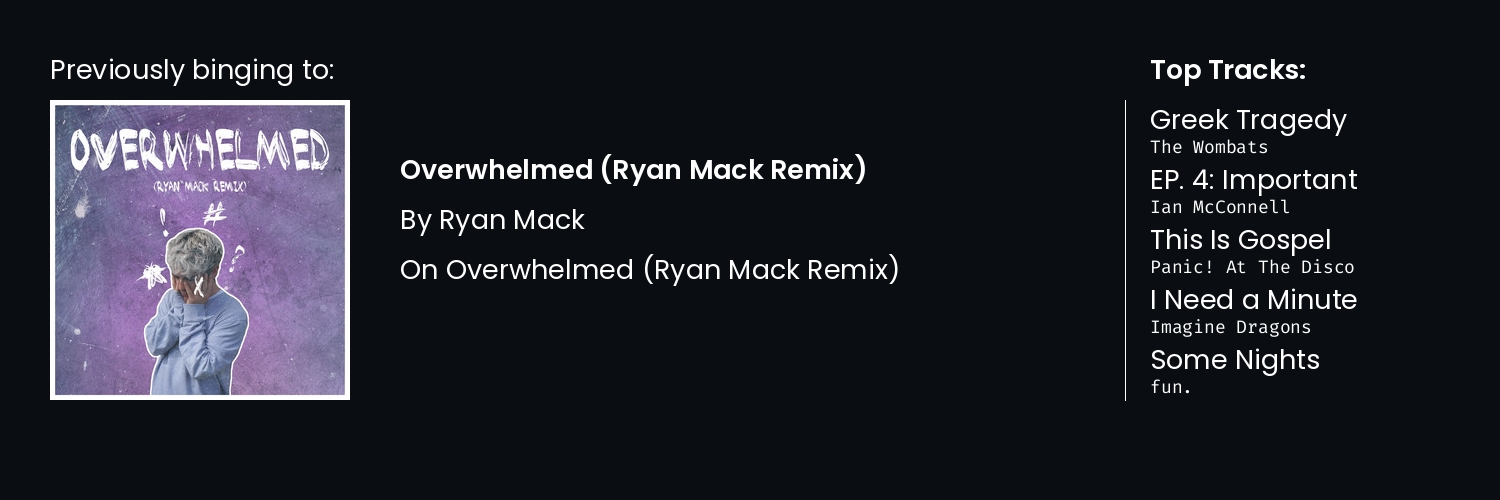 Previously binging to:
OVERWHELMED
(RYAN MACK REMIX)
Overwhelmed (Ryan Mack Remix)
By Ryan Mack
On Overwhelmed (Ryan Mack Remix)
Top Tracks:
Greek Tragedy
The Wombats
EP. 4: Important
Ian McConnell
This Is Gospel
Panic! At The Disco
I Need a Minute
Imagine Dragons
Some Nights
fun.